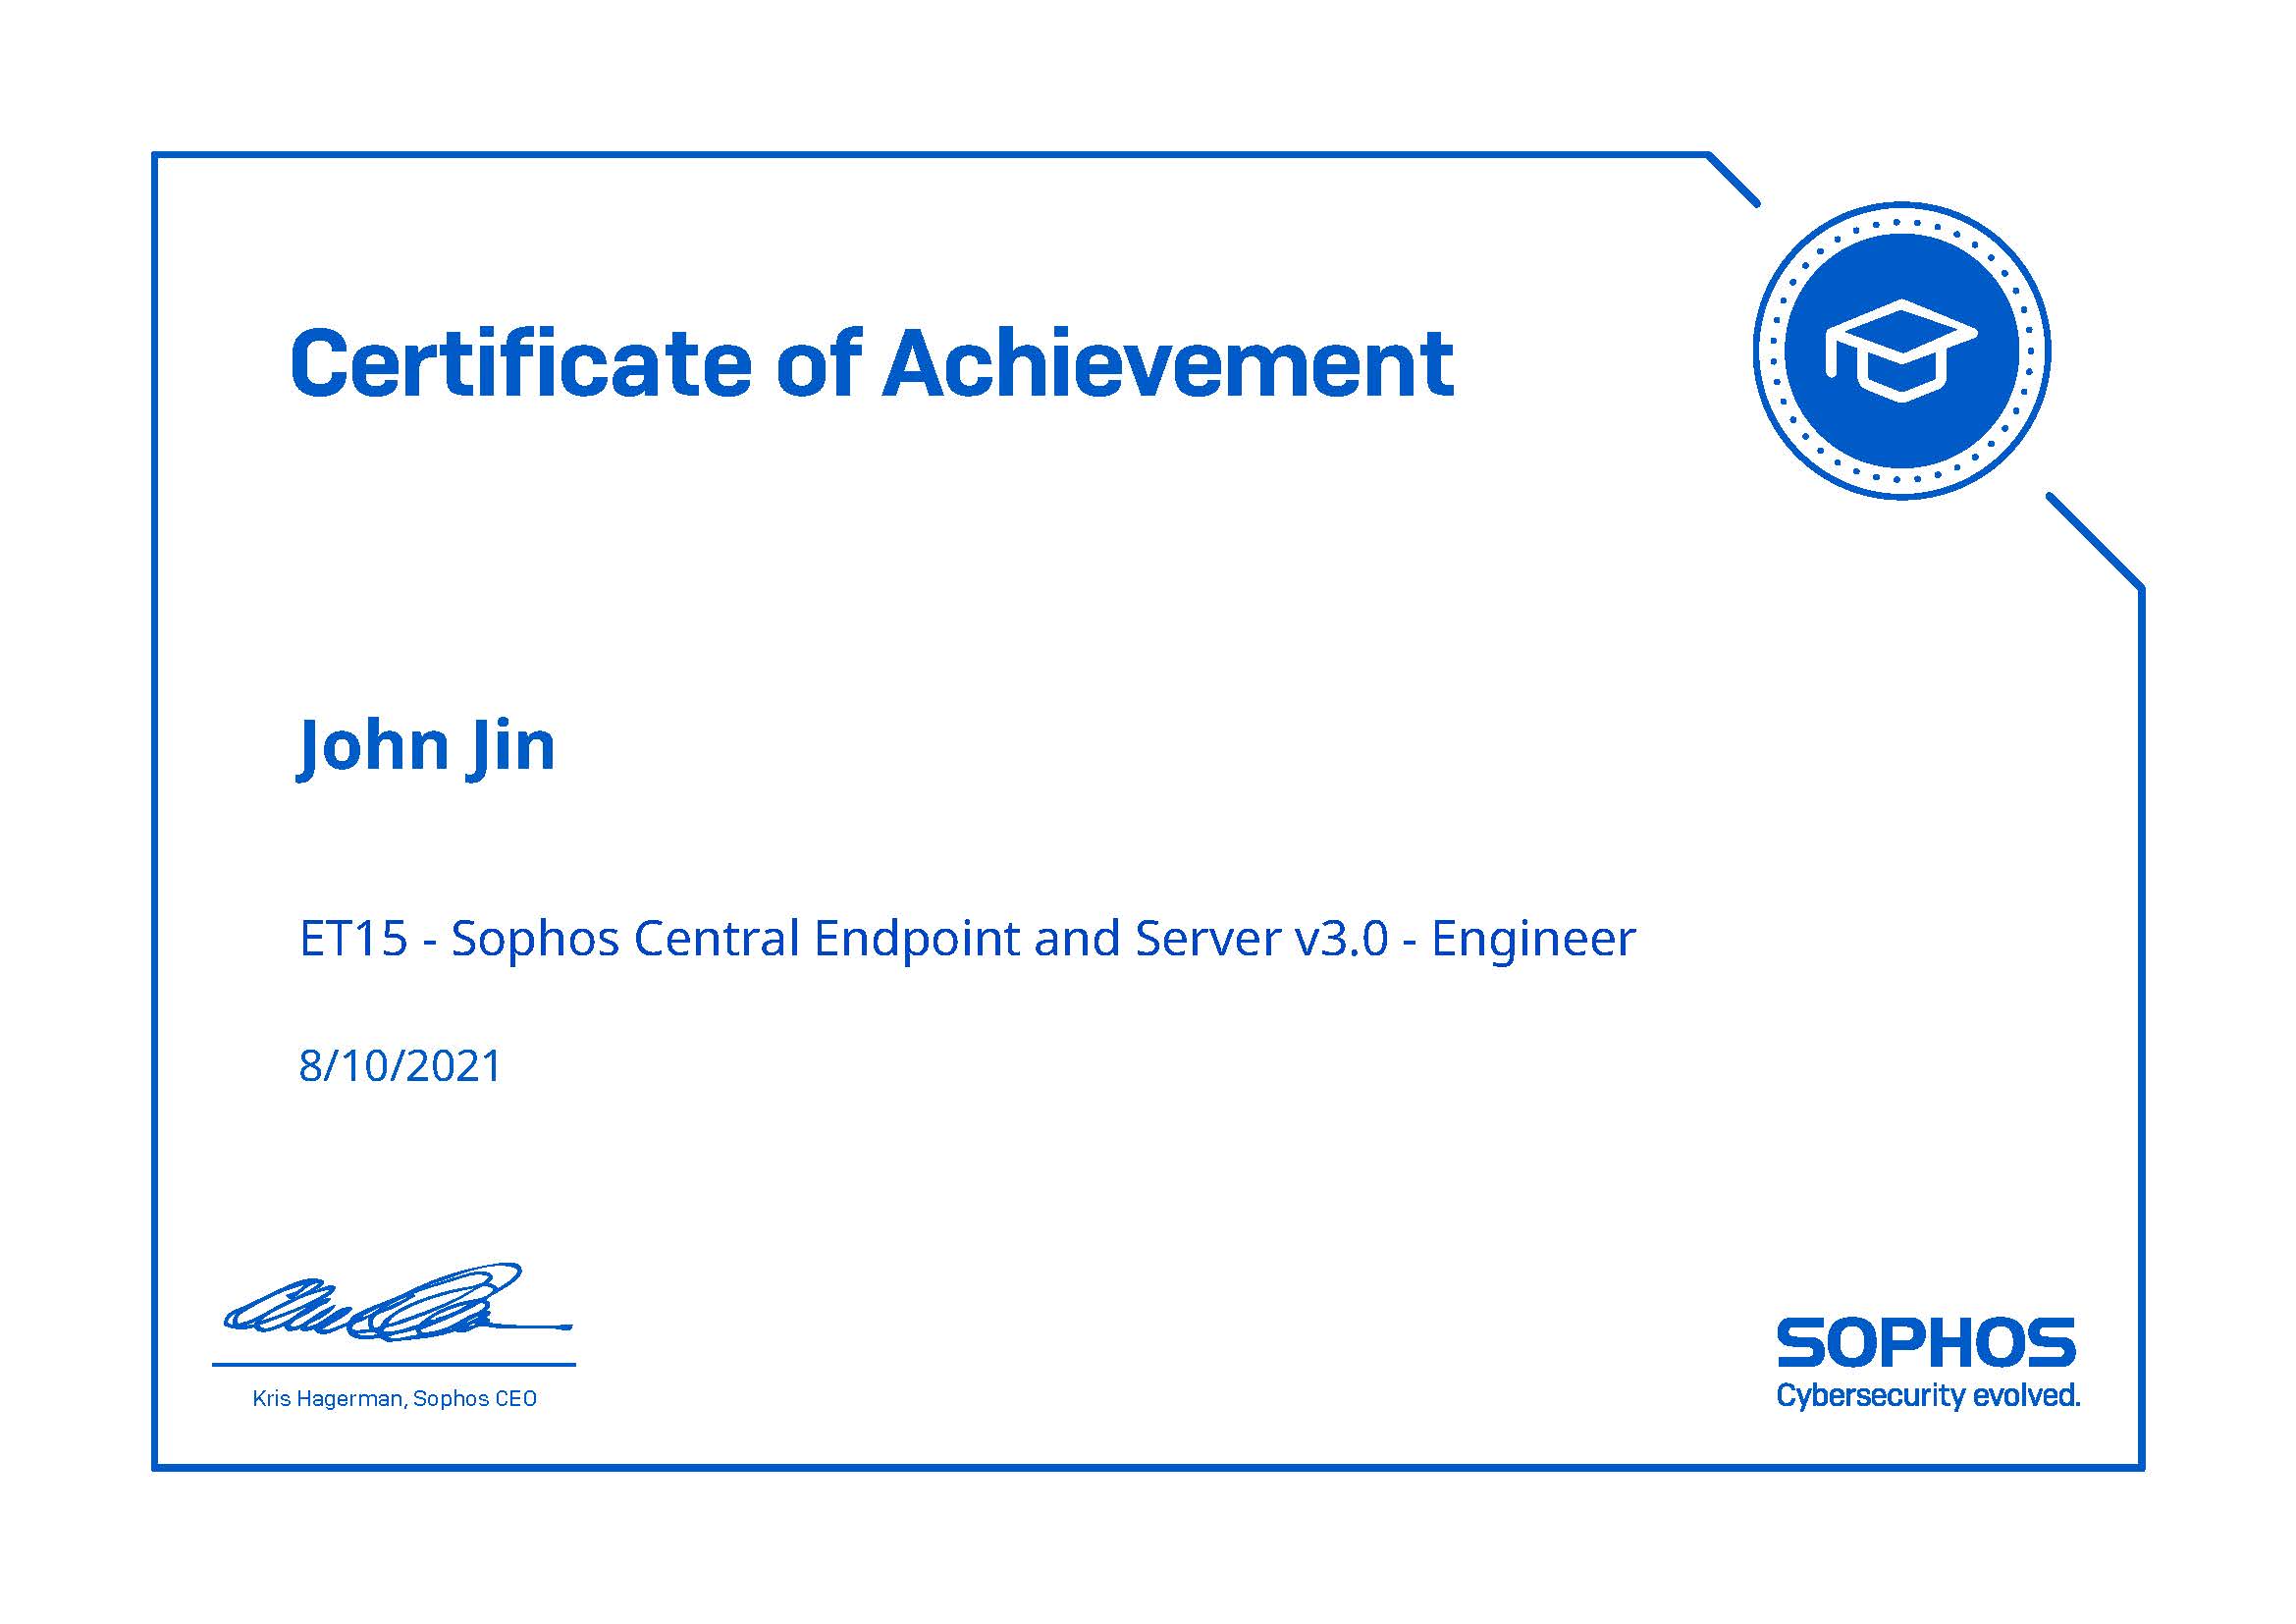 Certificate of Achievement
John Jin
ET15 - Sophos Central Endpoint and Server v3.0 - Engineer
8/10/2021
Kris Hagerman, Sophos CEO
SOPHOS
Cybersecurity evolved.